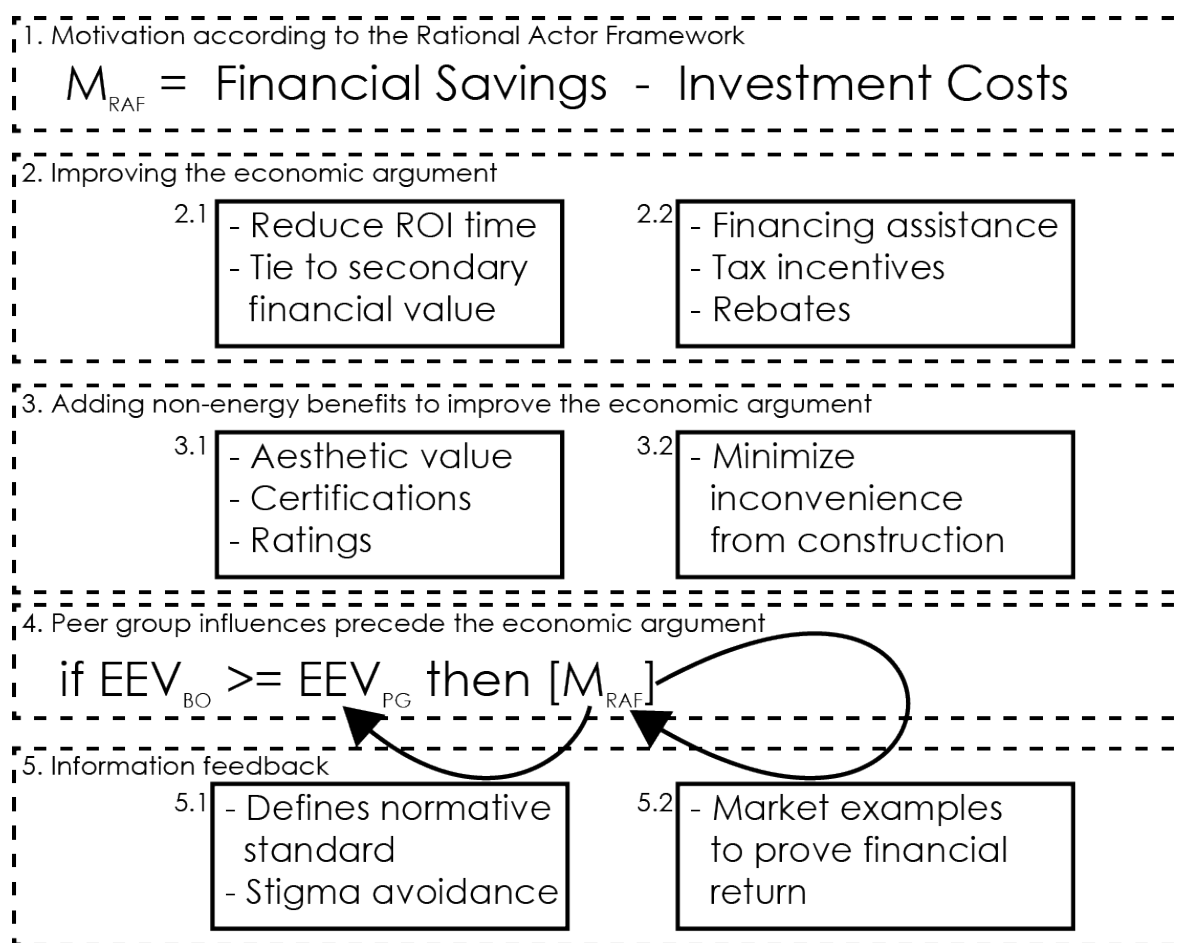 1. Motivation according to the Rational Actor Framework
M_RAF = Financial Savings - Investment Costs
2. Improving the economic argument
2.1
- Reduce ROI time
- Tie to secondary
financial value
2.2
- Financing assistance
- Tax incentives
- Rebates
3. Adding non-energy benefits to improve the economic argument
3.1
- Aesthetic value
- Certifications
- Ratings
3.2
- Minimize
inconvenience
from construction
4. Peer group influences precede the economic argument
if EEV_BO >= EEV_PG then [M_RAF]
5. Information feedback
5.1
- Defines normative
standard
- Stigma avoidance
5.2
- Market examples
to prove financial
return